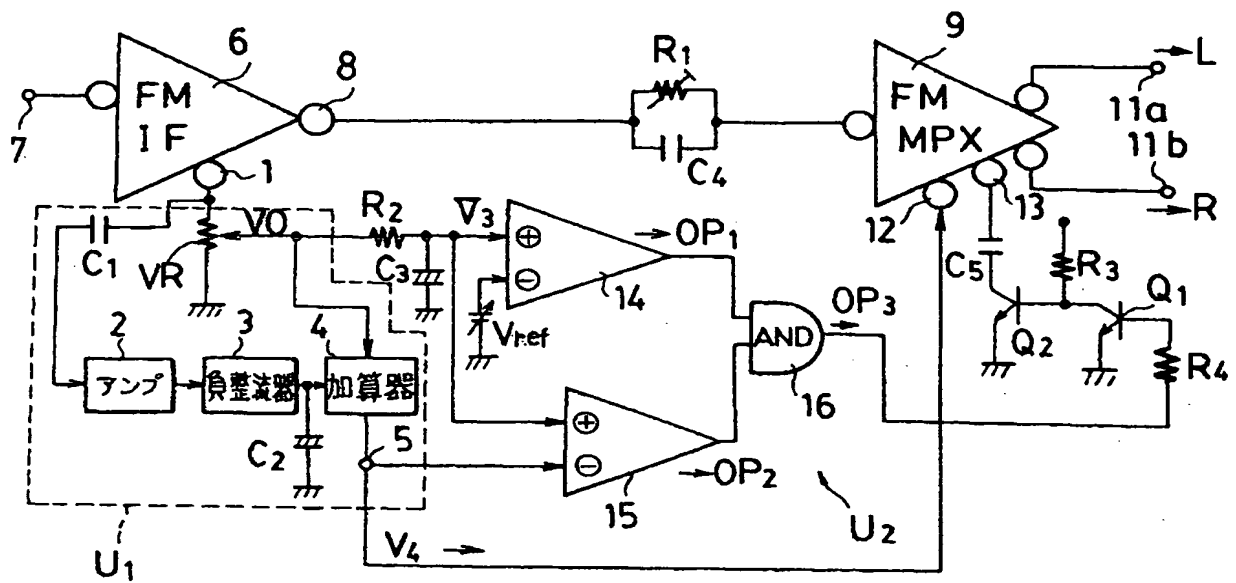 6
FM
IF
7
8
1
R1
C4
9
FM
MPX
L
11a
11b
R
12
13
C1
VR
VO
R2
V̄3
C3
Vref
⊕
⊖
14
OP1
⊕
⊖
15
OP2
AND
16
OP3
C5
Q2
R3
Q1
R4
2
アンプ
3
負整流器
4
加算器
C2
5
U1
V4
U2